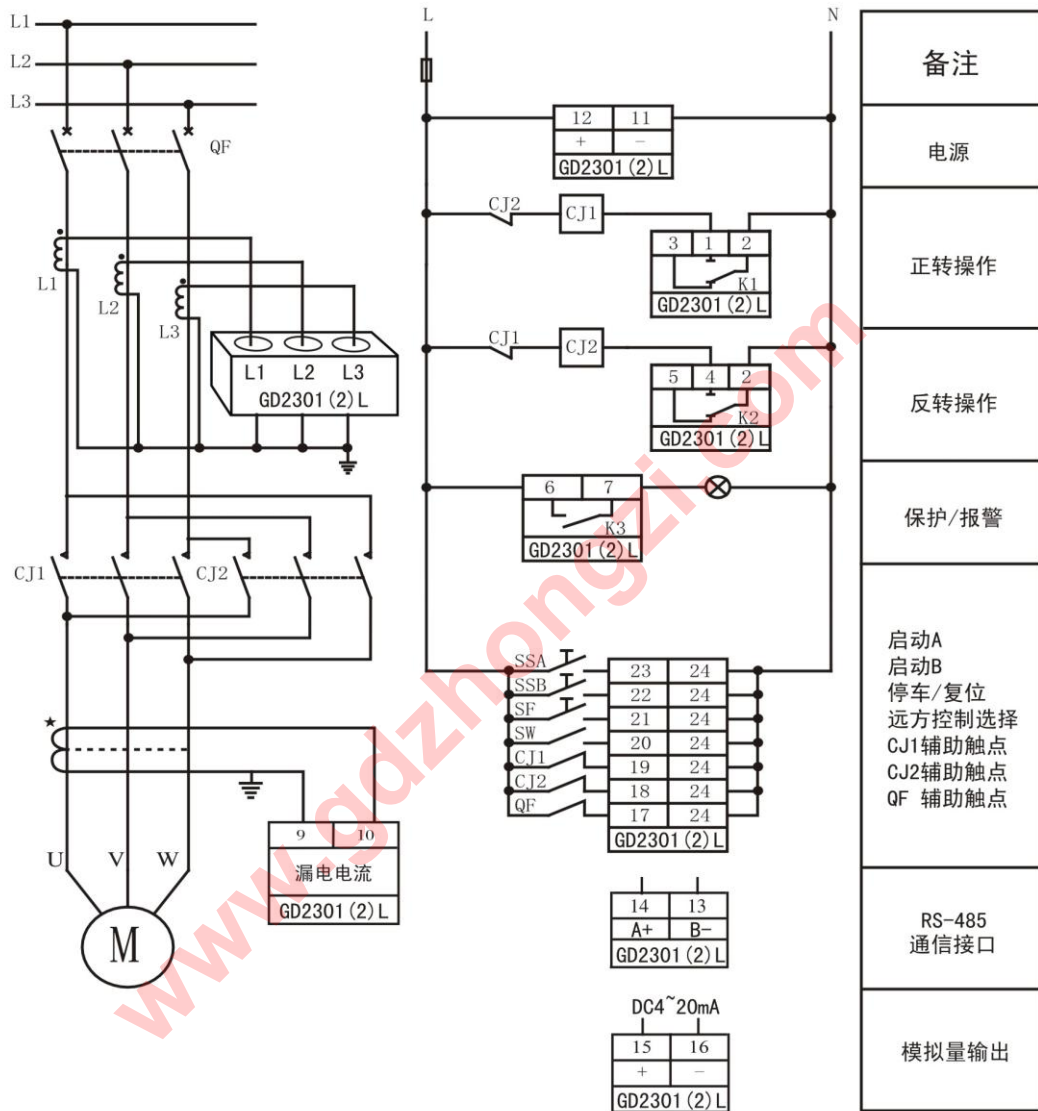 L1
L2
L3
QF
L1
L2
L3
L1 L2 L3
GD2301(2)L
CJ1
CJ2
★
9 10
漏电电流
GD2301(2)L
U V W
M
L N
12 11
+ −
GD2301(2)L
CJ2 CJ1
3 1 2
K1
GD2301(2)L
CJ1 CJ2
5 4 2
K2
GD2301(2)L
6 7
K3
GD2301(2)L
SSA 23 24
SSB 22 24
SF 21 24
SW 20 24
CJ1 19 24
CJ2 18 24
QF 17 24
GD2301(2)L
14 13
A+ B-
GD2301(2)L
DC4~20mA
15 16
+ −
GD2301(2)L
备注
电源
正转操作
反转操作
保护/报警
启动A
启动B
停车/复位
远方控制选择
CJ1辅助触点
CJ2辅助触点
QF 辅助触点
RS-485
通信接口
模拟量输出
www.gdzhongzi.com